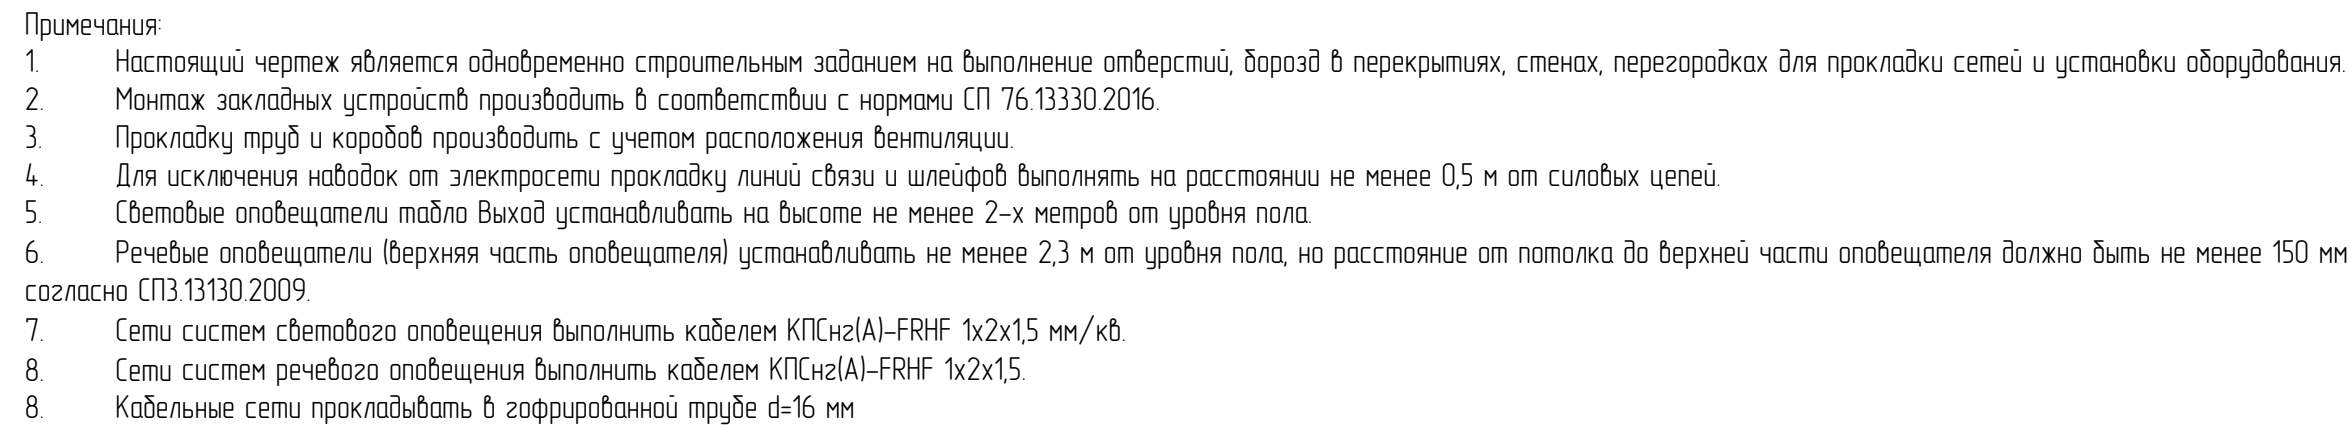 Примечания:
1. Настоящий чертеж является одновременно строительным заданием на выполнение отверстий, борозд в перекрытиях, стенах, перегородках для прокладки сетей и установки оборудования.
2. Монтаж закладных устройств производить в соответствии с нормами СП 76.13330.2016.
3. Прокладку труб и коробов производить с учетом расположения вентиляции.
4. Для исключения наводок от электросети прокладку линий связи и шлейфов выполнять на расстоянии не менее 0,5 м от силовых цепей.
5. Световые оповещатели табло Выход устанавливать на высоте не менее 2-х метров от уровня пола.
6. Речевые оповещатели (верхняя часть оповещателя) устанавливать не менее 2,3 м от уровня пола, но расстояние от потолка до верхней части оповещателя должно быть не менее 150 мм
согласно СП3.13130.2009.
7. Сети систем светового оповещения выполнить кабелем КПСнг(А)-FRHF 1х2х1,5 мм/кв.
8. Сети систем речевого оповещения выполнить кабелем КПСнг(А)-FRHF 1х2х1,5.
8. Кабельные сети прокладывать в гофрированной трубе d=16 мм